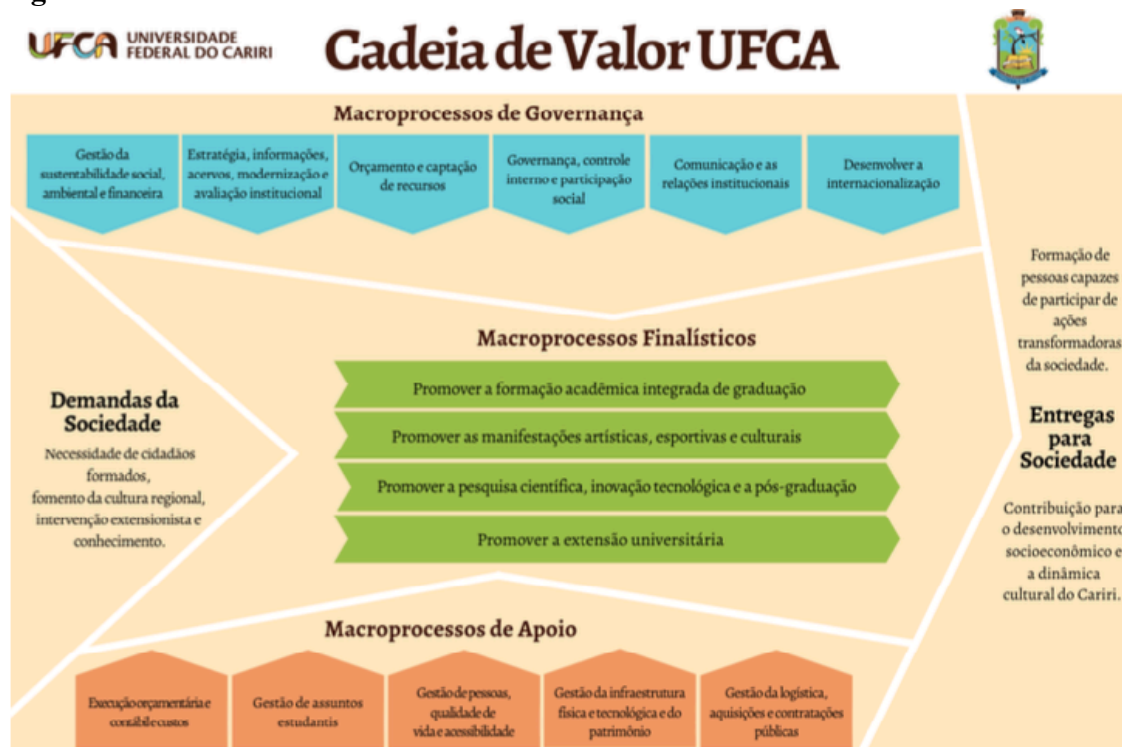 UFCA UNIVERSIDADE
FEDERAL DO CARIRI
Cadeia de Valor UFCA
Macroprocessos de Governança
Gestão da
sustentabilidade social,
ambiental e financeira
Estratégia, informações,
acervos, modernização e
avaliação institucional
Orçamento e captação
de recursos
Governança, controle
interno e participação
social
Comunicação e as
relações institucionais
Desenvolver a
internacionalização
Demandas da
Sociedade
Necessidade de cidadãos
formados,
fomento da cultura regional,
intervenção extensionista e
conhecimento.
Macroprocessos Finalísticos
Promover a formação acadêmica integrada de graduação
Promover as manifestações artísticas, esportivas e culturais
Promover a pesquisa científica, inovação tecnológica e a pós-graduação
Promover a extensão universitária
Formação de
pessoas capazes
de participar de
ações
transformadoras
da sociedade.
Entregas
para
Sociedade
Contribuição para
o desenvolvimento
socioeconômico e
a dinâmica
cultural do Cariri.
Macroprocessos de Apoio
Execução orçamentária e
contábil e custos
Gestão de assuntos
estudantis
Gestão de pessoas,
qualidade de
vida e acessibilidade
Gestão da infraestrutura
física e tecnológica e do
patrimônio
Gestão da logística,
aquisições e contratações
públicas